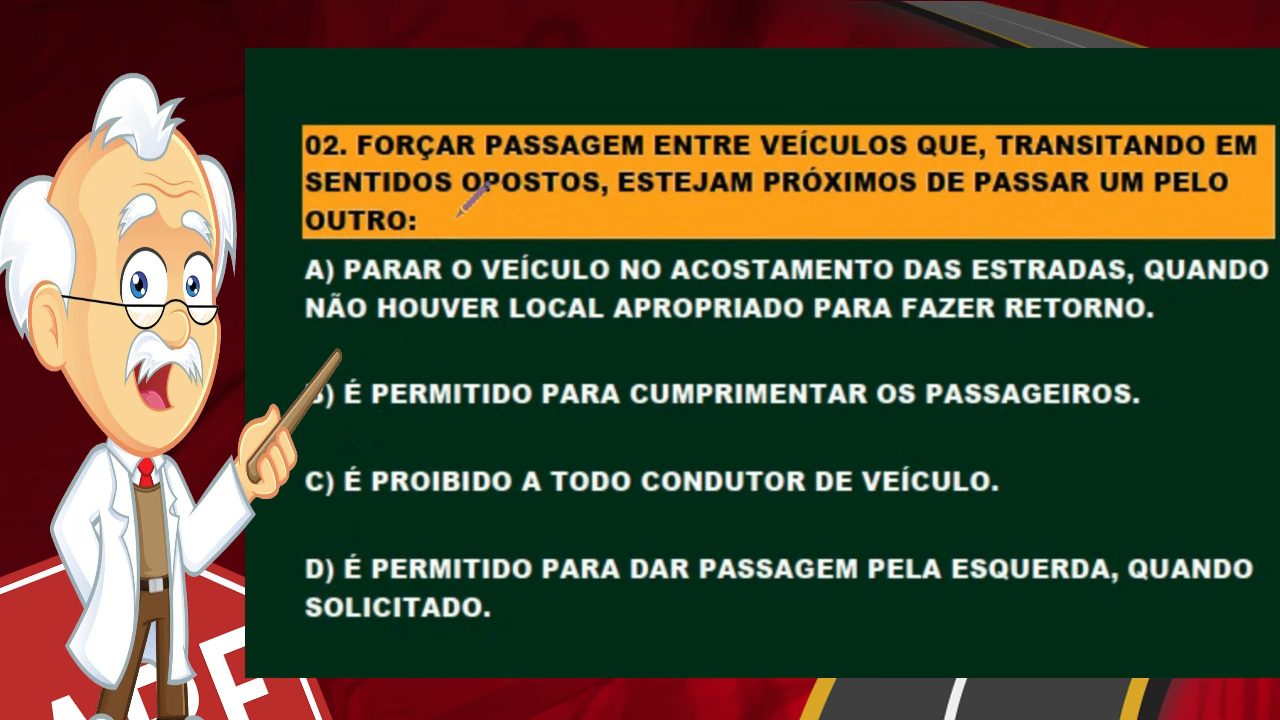 02. FORÇAR PASSAGEM ENTRE VEÍCULOS QUE, TRANSITANDO EM
SENTIDOS OPOSTOS, ESTEJAM PRÓXIMOS DE PASSAR UM PELO
OUTRO:
A) PARAR O VEÍCULO NO ACOSTAMENTO DAS ESTRADAS, QUANDO
NÃO HOUVER LOCAL APROPRIADO PARA FAZER RETORNO.
B) É PERMITIDO PARA CUMPRIMENTAR OS PASSAGEIROS.
C) É PROIBIDO A TODO CONDUTOR DE VEÍCULO.
D) É PERMITIDO PARA DAR PASSAGEM PELA ESQUERDA, QUANDO
SOLICITADO.